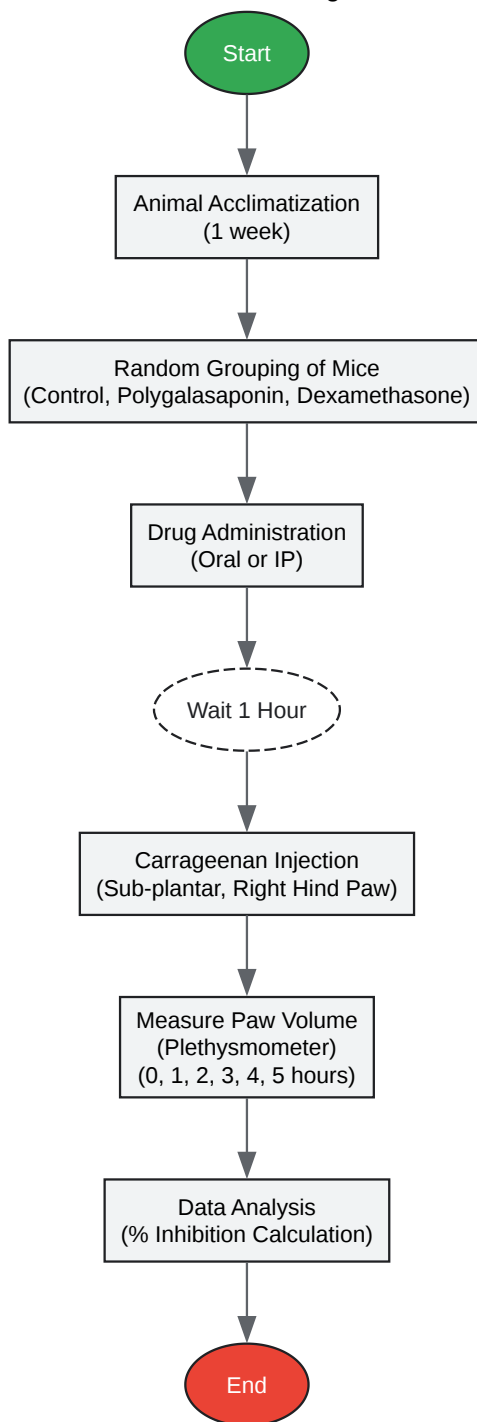 Start
Animal Acclimatization
(1 week)
Random Grouping of Mice
(Control, Polygalasaponin, Dexamethasone)
Drug Administration
(Oral or IP)
Wait 1 Hour
Carrageenan Injection
(Sub-plantar, Right Hind Paw)
Measure Paw Volume
(Plethysmometer)
(0, 1, 2, 3, 4, 5 hours)
Data Analysis
(% Inhibition Calculation)
End